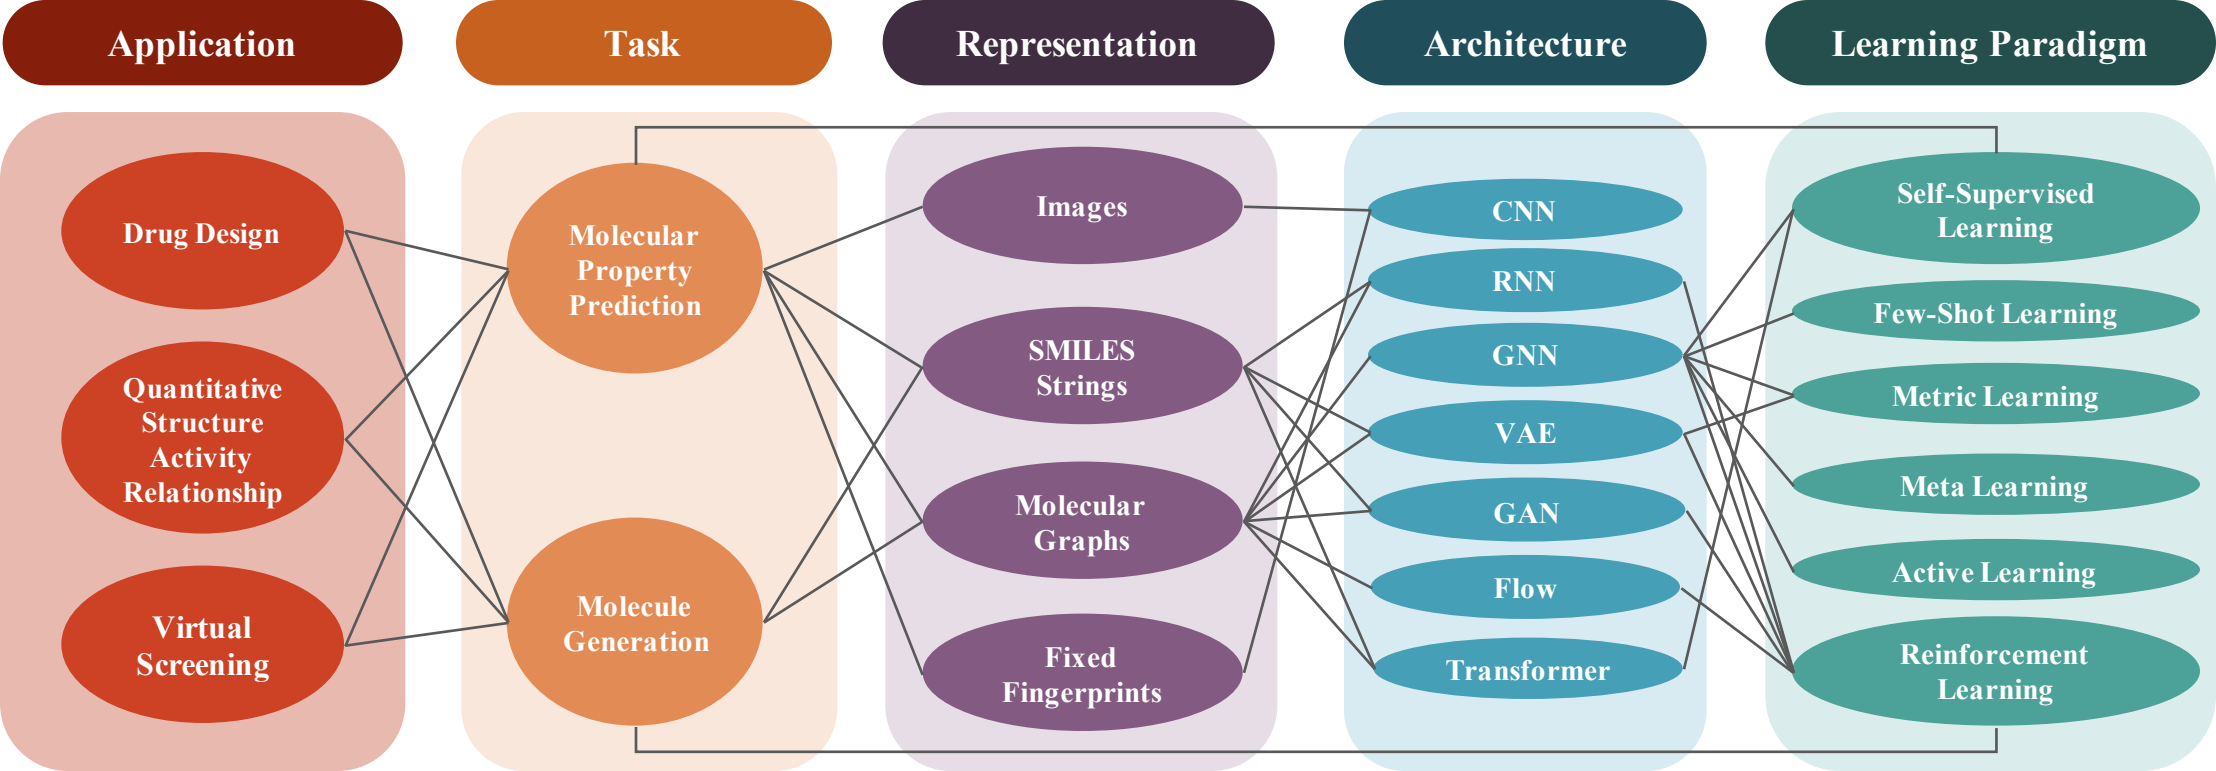 Application
Task
Representation
Architecture
Learning Paradigm
Drug Design
Quantitative
Structure
Activity
Relationship
Virtual
Screening
Molecular
Property
Prediction
Molecule
Generation
Images
SMILES
Strings
Molecular
Graphs
Fixed
Fingerprints
CNN
RNN
GNN
VAE
GAN
Flow
Transformer
Self-Supervised
Learning
Few-Shot Learning
Metric Learning
Meta Learning
Active Learning
Reinforcement
Learning